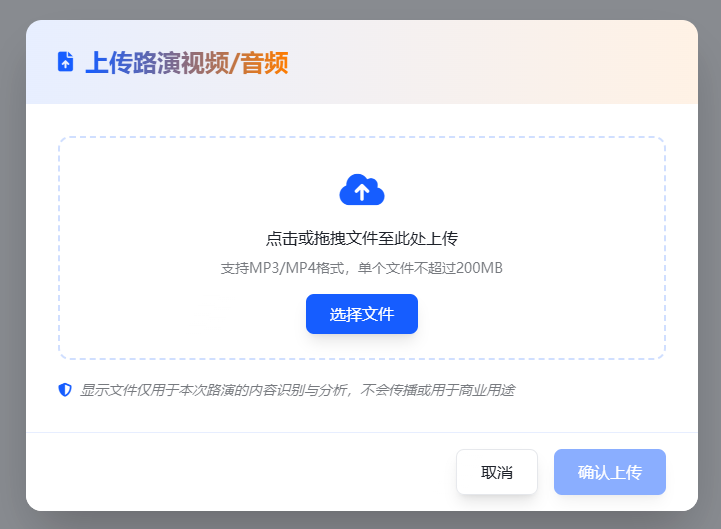 上传路演视频/音频
点击或拖拽文件至此处上传
支持MP3/MP4格式，单个文件不超过200MB
选择文件
显示文件仅用于本次路演的内容识别与分析，不会传播或用于商业用途
取消
确认上传